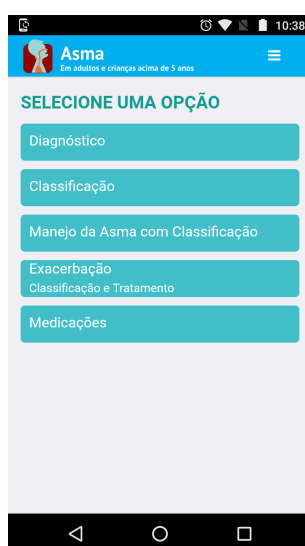 10:38
Asma
Em adultos e crianças acima de 5 anos
SELECIONE UMA OPÇÃO
Diagnóstico
Classificação
Manejo da Asma com Classificação
Exacerbação
Classificação e Tratamento
Medicações